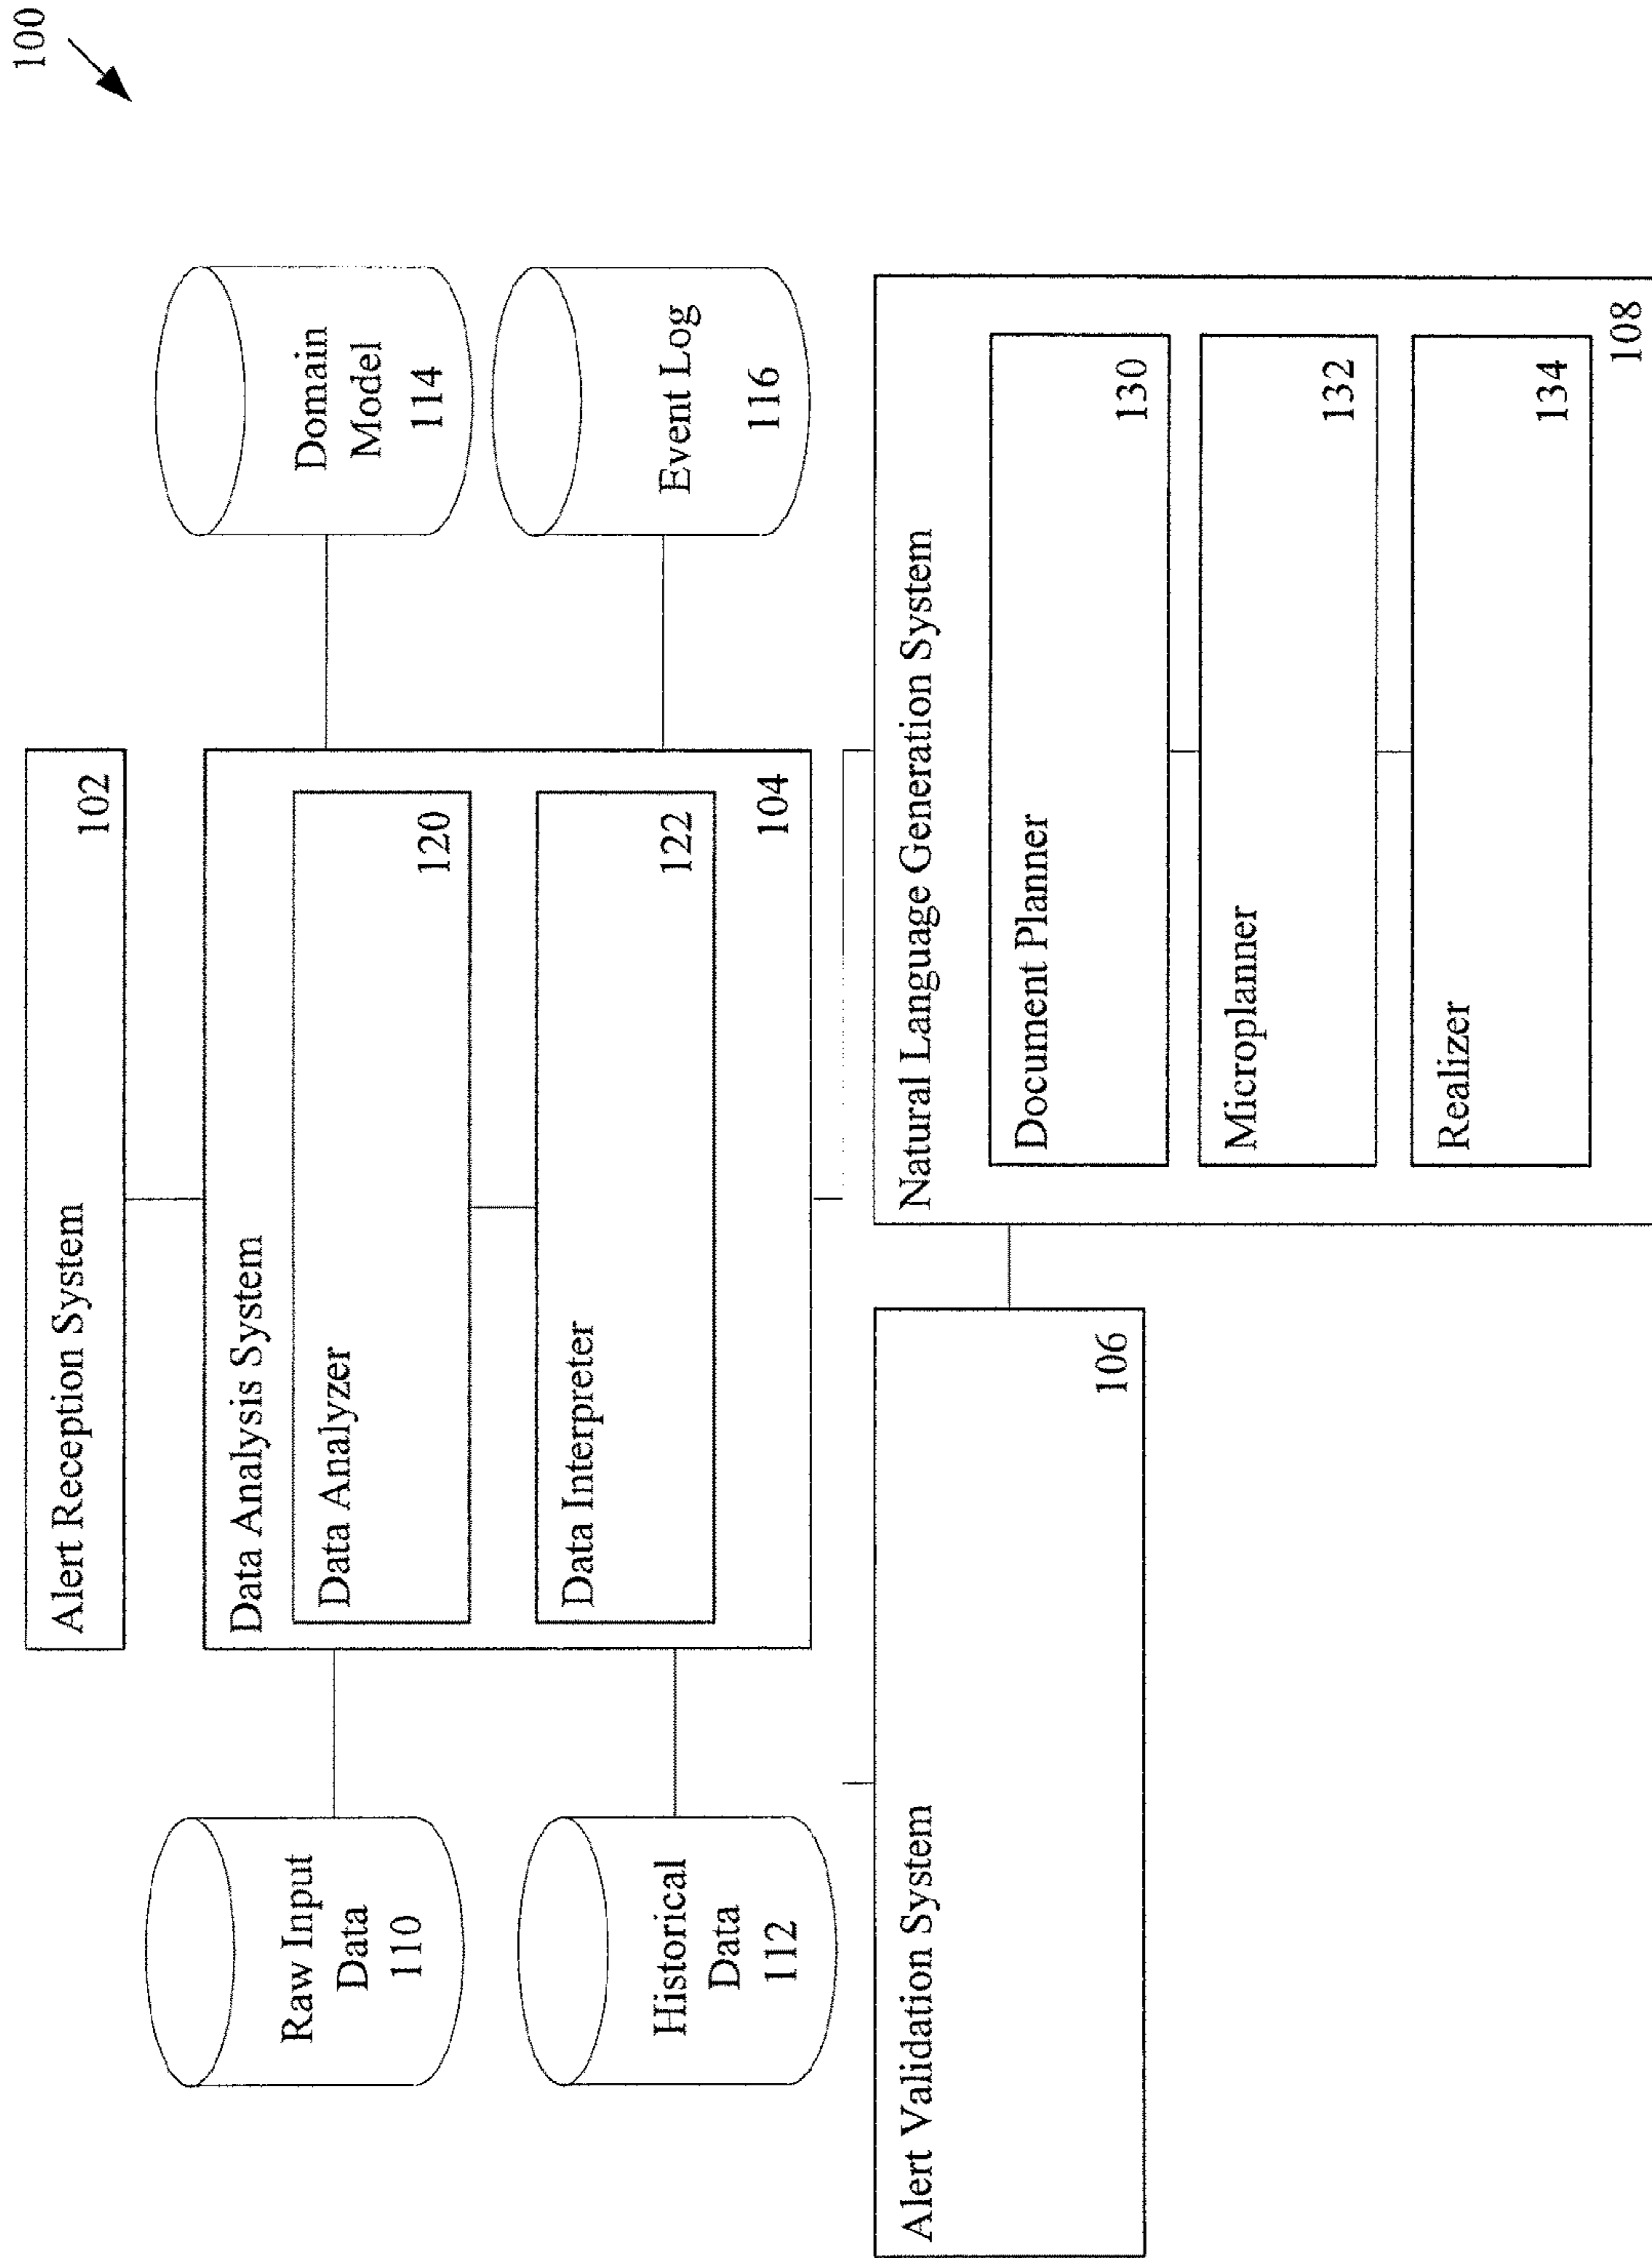 100
Alert Reception System
102
Raw Input
Data
110
Data Analysis System
Data Analyzer
120
Domain
Model
114
Historical
Data
112
Data Interpreter
122
104
Event Log
116
Alert Validation System
106
Natural Language Generation System
Document Planner
130
Microplanner
132
Realizer
134
108